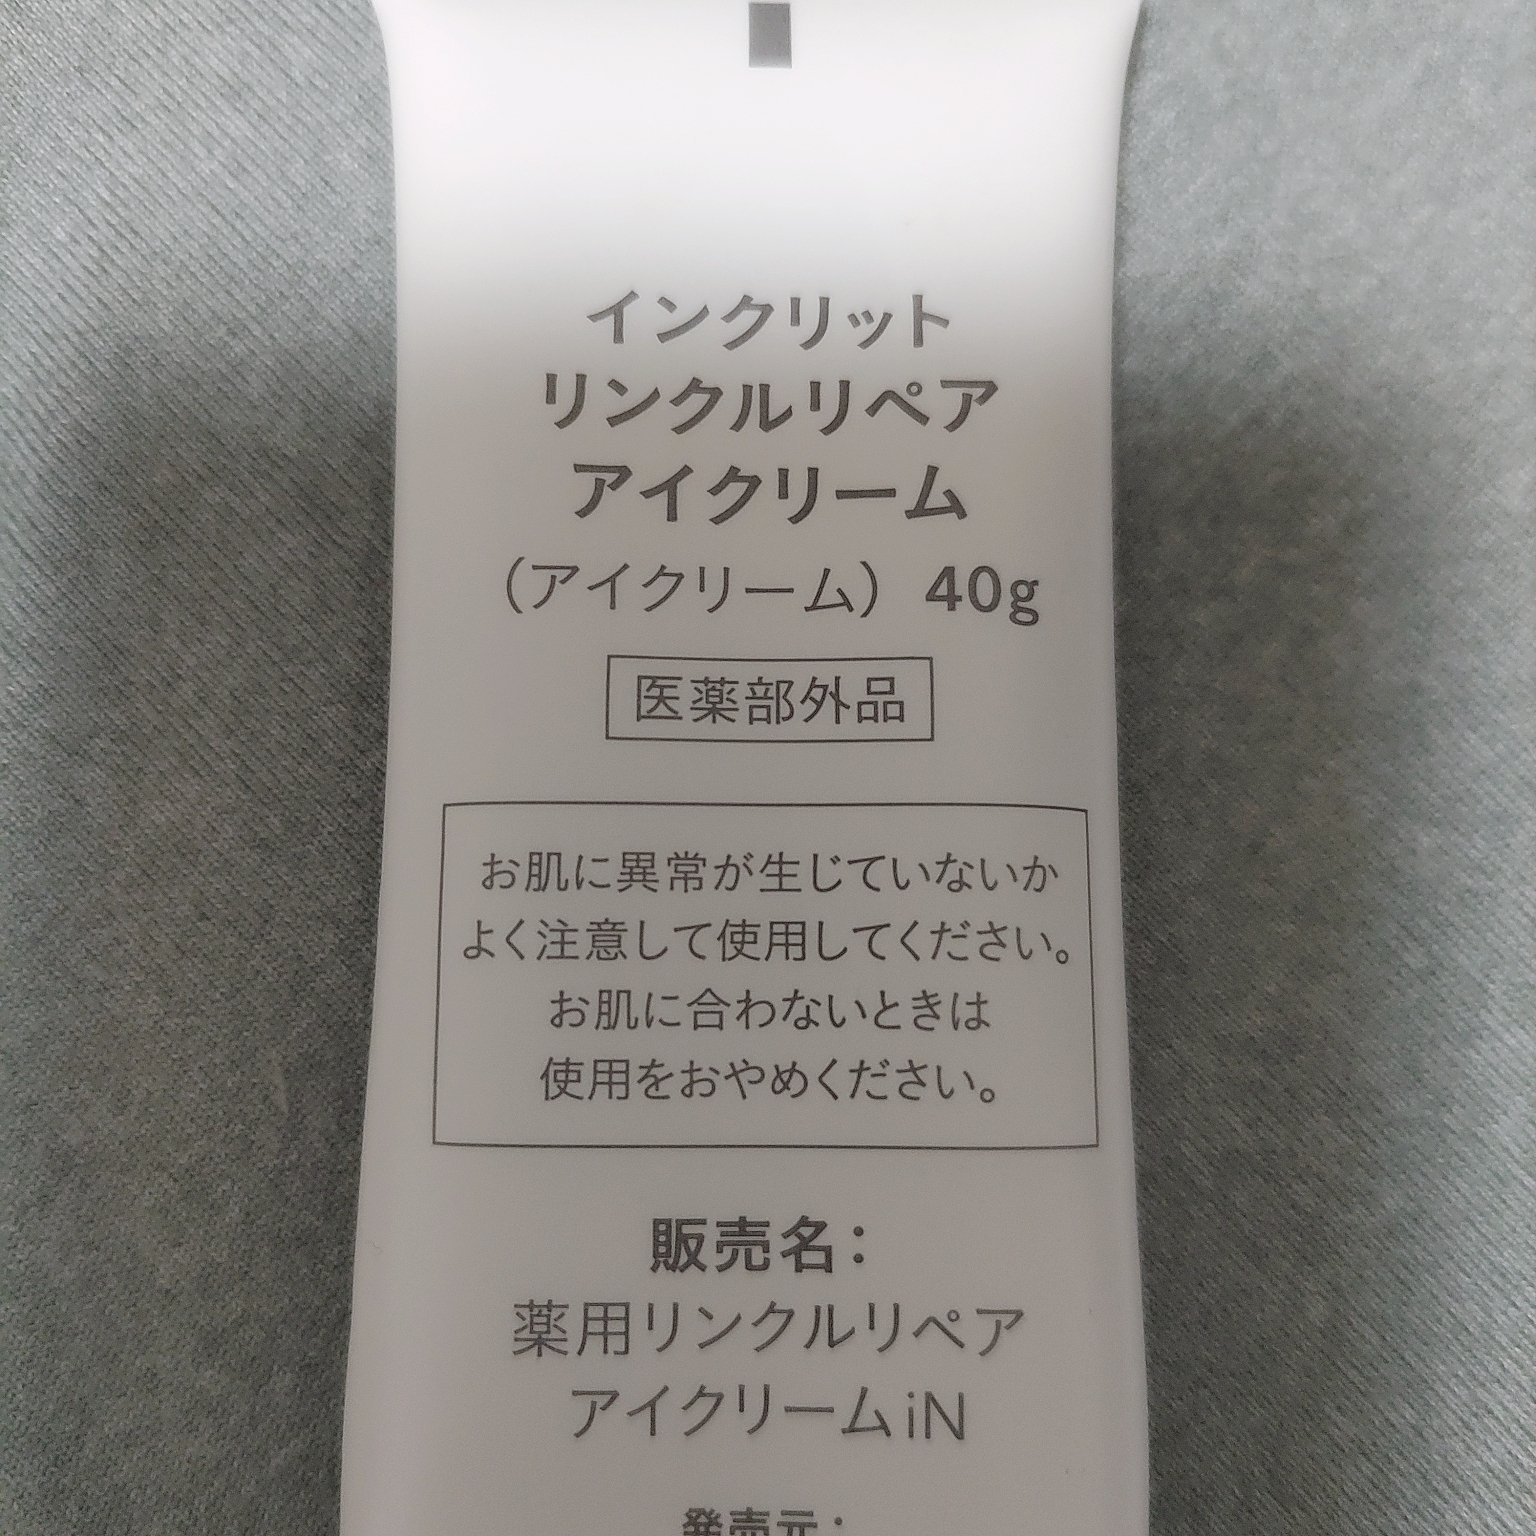 インクリット
リンクルリペア
アイクリーム
（アイクリーム） 40g
医薬部外品
お肌に異常が生じていないか
よく注意して使用してください。
お肌に合わないときは
使用をおやめください。
販売名：
薬用リンクルリペア
アイクリームiN
発売元：